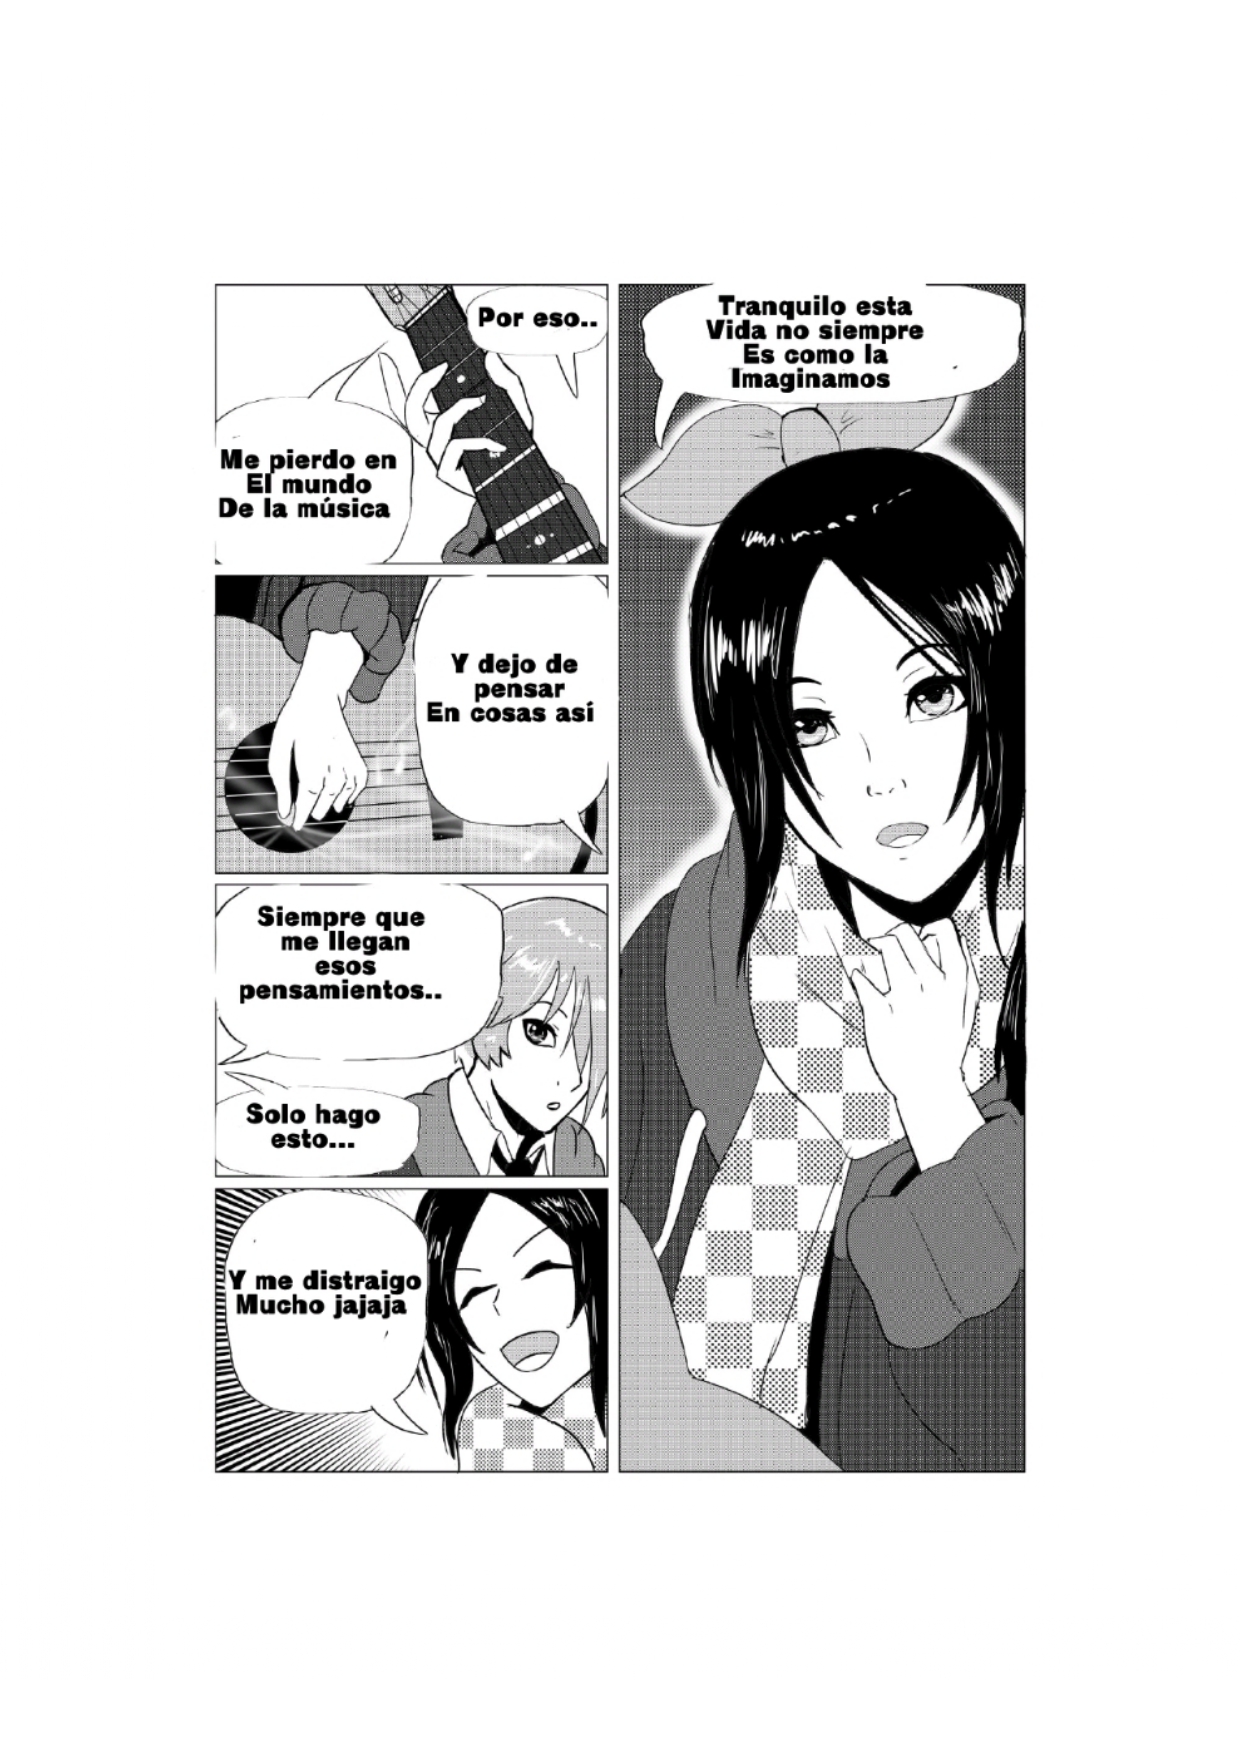 Tranquilo esta
Vida no siempre
Es como la
Imaginamos
Por eso..
Me pierdo en
El mundo
De la música
Y dejo de
pensar
En cosas así
Siempre que
me llegan
esos
pensamientos..
Solo hago
esto...
Y me distraigo
Mucho jajaja